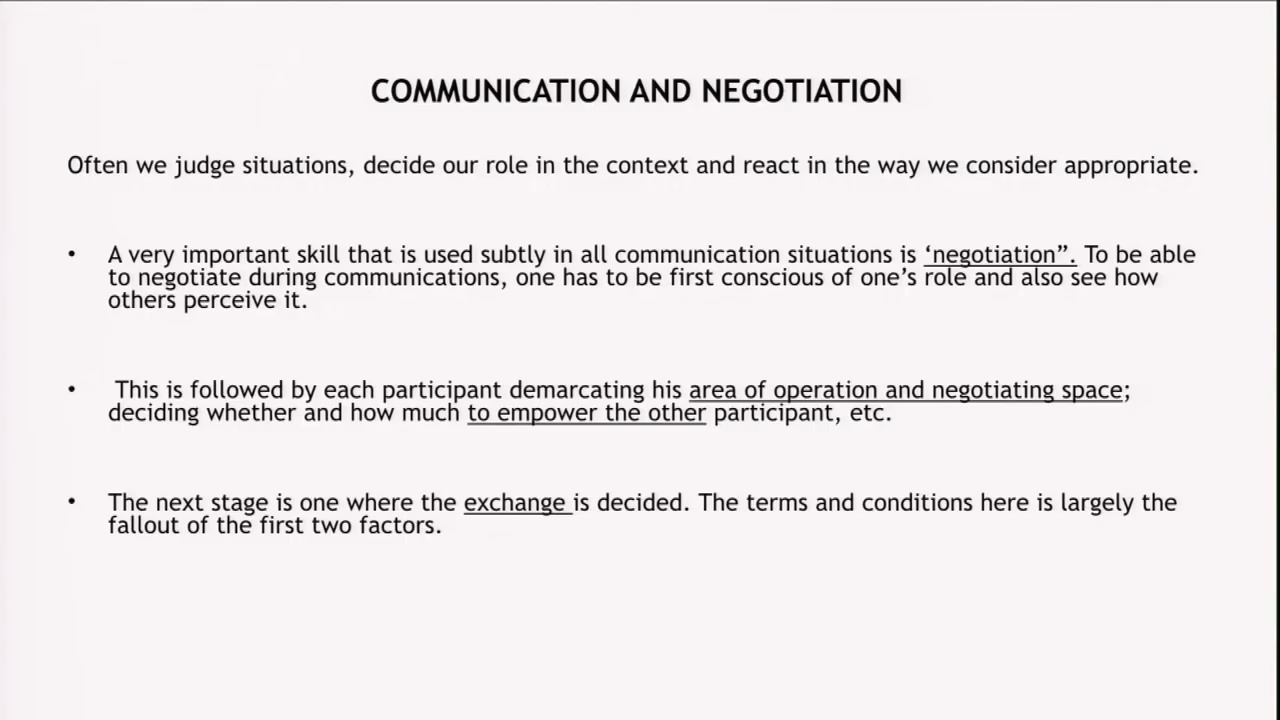 COMMUNICATION AND NEGOTIATION
Often we judge situations, decide our role in the context and react in the way we consider appropriate.
• A very important skill that is used subtly in all communication situations is ‘negotiation”. To be able
to negotiate during communications, one has to be first conscious of one’s role and also see how
others perceive it.
• This is followed by each participant demarcating his area of operation and negotiating space;
deciding whether and how much to empower the other participant, etc.
• The next stage is one where the exchange is decided. The terms and conditions here is largely the
fallout of the first two factors.